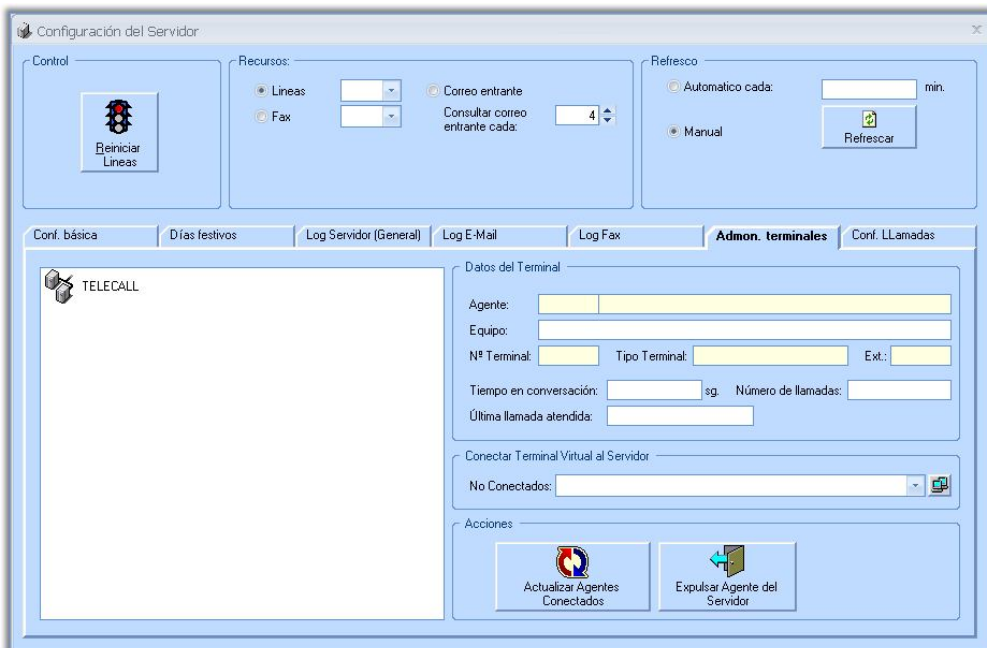 Configuración del Servidor
Control
Reiniciar
Lineas
Recursos:
Lineas
Fax
Correo entrante
Consultar correo
entrante cada:
4
Refresco
Automatico cada:
min.
Manual
Refrescar
Conf. básica
Días festivos
Log Servidor (General)
Log E-Mail
Log Fax
Admon. terminales
Conf. LLamadas
TELECALL
Datos del Terminal
Agente:
Equipo:
Nº Terminal:
Tipo Terminal:
Ext.:
Tiempo en conversación:
sg.
Número de llamadas:
Última llamada atendida:
Conectar Terminal Virtual al Servidor
No Conectados:
Acciones
Actualizar Agentes
Conectados
Expulsar Agente del
Servidor